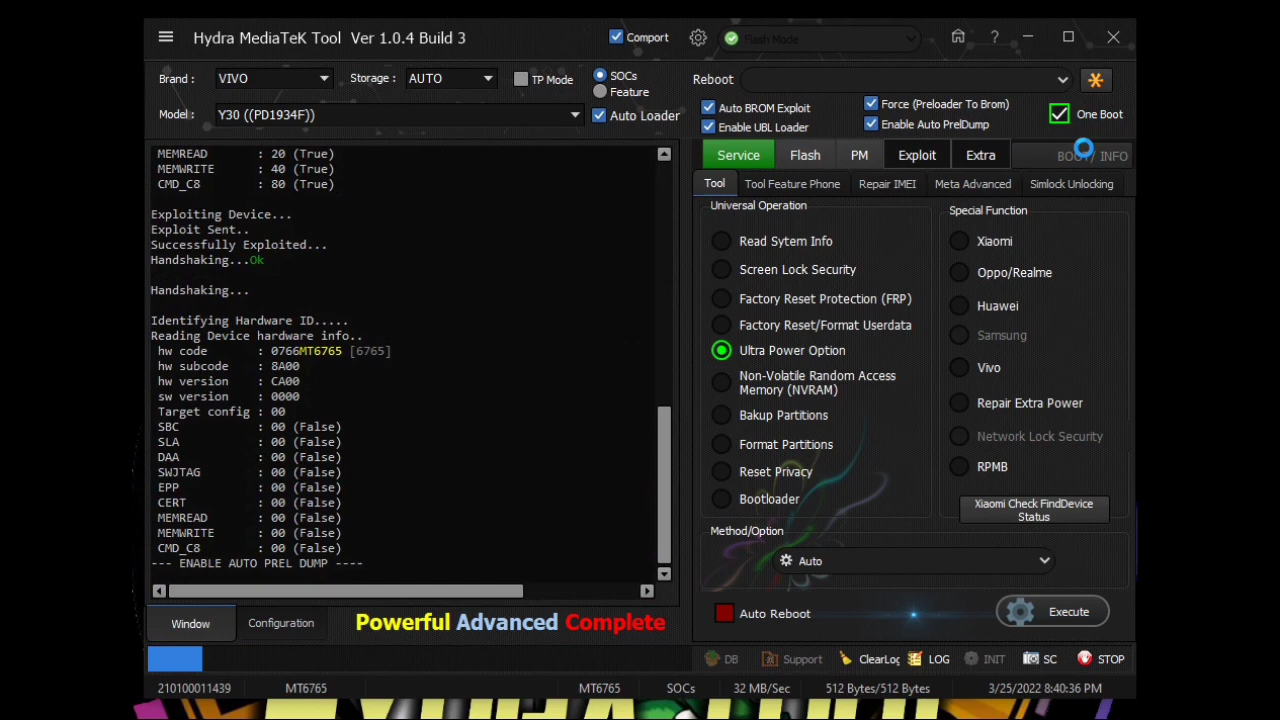 Hydra MediaTeK Tool Ver 1.0.4 Build 3
Comport
Flash Mode
?
Brand :
VIVO
Storage :
AUTO
TP Mode
SOCs
Feature
Reboot
Model :
Y30 ((PD1934F))
Auto Loader
Auto BROM Exploit
Force (Preloader To Brom)
Enable UBL Loader
Enable Auto PrelDump
One Boot
MEMREAD : 20 (True)
MEMWRITE : 40 (True)
CMD_C8 : 80 (True)
Exploiting Device...
Exploit Sent..
Successfully Exploited...
Handshaking...Ok
Handshaking...
Identifying Hardware ID.....
Reading Device hardware info..
hw code : 0766MT6765 [6765]
hw subcode : 8A00
hw version : CA00
sw version : 0000
Target config : 00
SBC : 00 (False)
SLA : 00 (False)
DAA : 00 (False)
SWJTAG : 00 (False)
EPP : 00 (False)
CERT : 00 (False)
MEMREAD : 00 (False)
MEMWRITE : 00 (False)
CMD_C8 : 00 (False)
--- ENABLE AUTO PREL DUMP ----
Service
Flash
PM
Exploit
Extra
BOOT/ INFO
Tool
Tool Feature Phone
Repair IMEI
Meta Advanced
Simlock Unlocking
Universal Operation
Read Sytem Info
Screen Lock Security
Factory Reset Protection (FRP)
Factory Reset/Format Userdata
Ultra Power Option
Non-Volatile Random Access
Memory (NVRAM)
Bakup Partitions
Format Partitions
Reset Privacy
Bootloader
Special Function
Xiaomi
Oppo/Realme
Huawei
Samsung
Vivo
Repair Extra Power
Network Lock Security
RPMB
Xiaomi Check FindDevice
Status
Method/Option
Auto
Auto Reboot
Execute
Window
Configuration
Powerful Advanced Complete
DB
Support
ClearLog
LOG
INIT
SC
STOP
210100011439
MT6765
MT6765
SOCs
32 MB/Sec
512 Bytes/512 Bytes
3/25/2022 8:40:36 PM